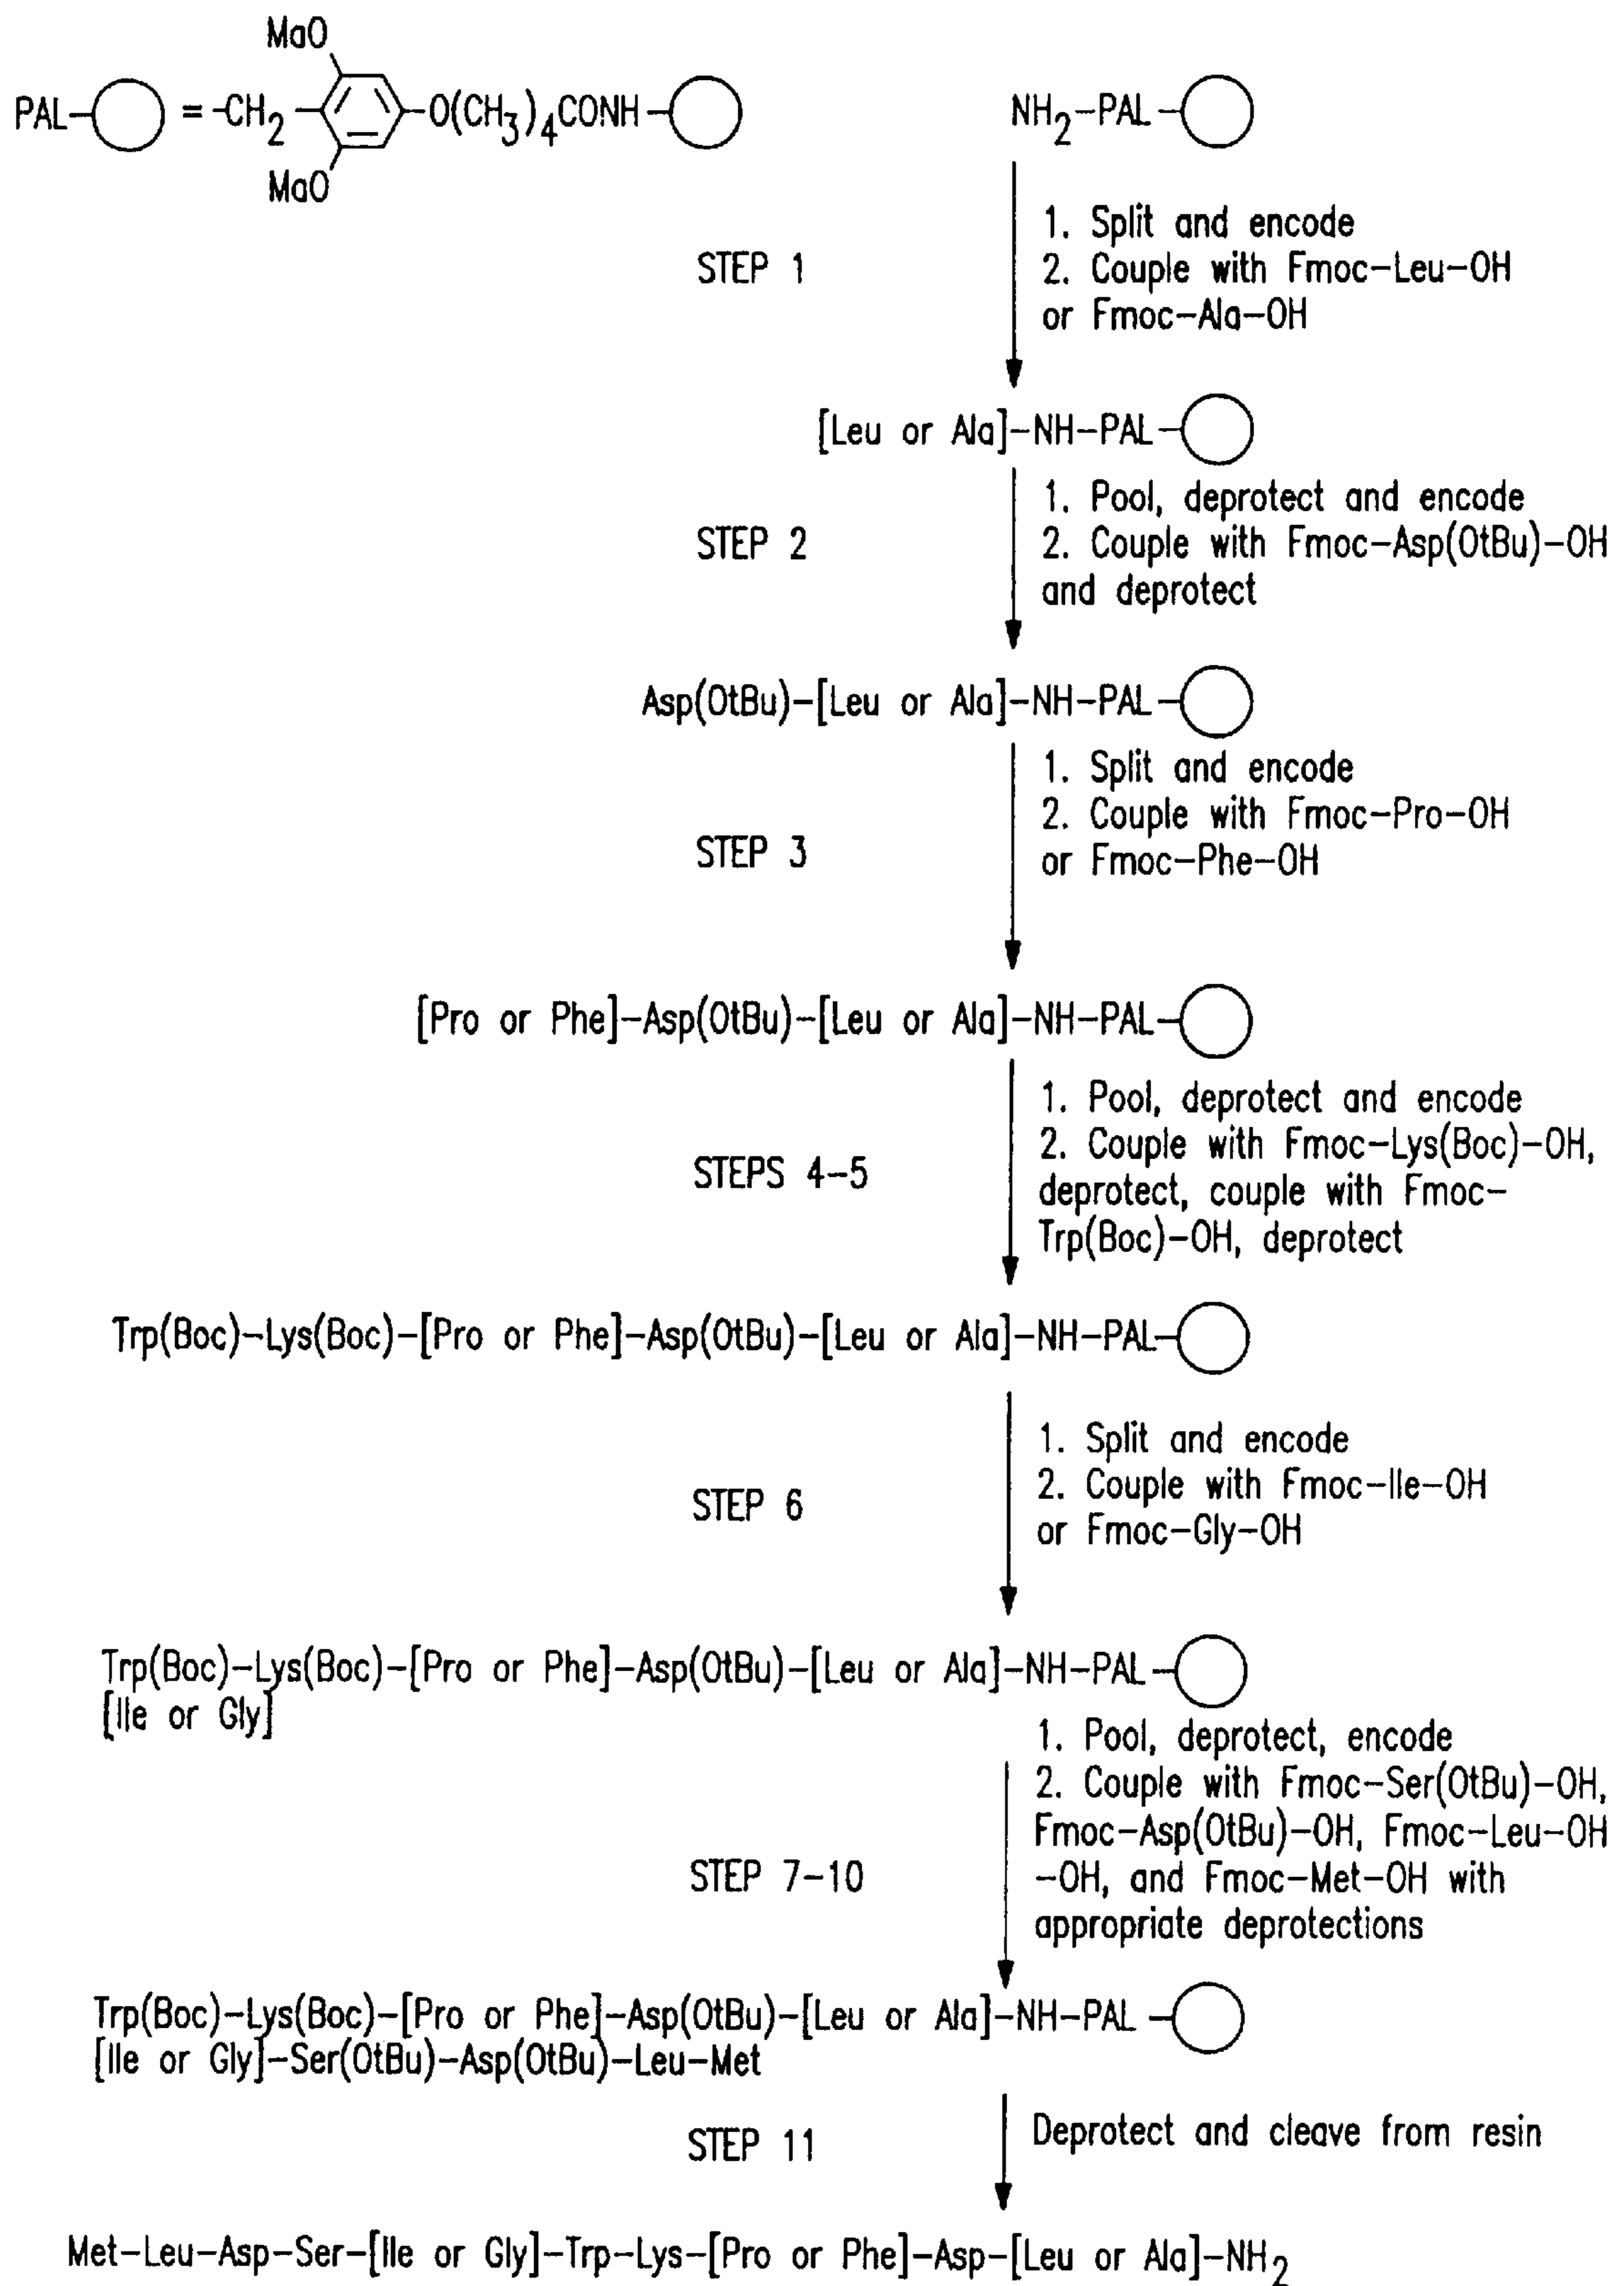 MaO
PAL- =-CH2 -O(CH3)4CONH-
MaO
NH2-PAL-
STEP 1
1. Split and encode
2. Couple with Fmoc-Leu-OH
or Fmoc-Ala-OH
[Leu or Ala]-NH-PAL-
STEP 2
1. Pool, deprotect and encode
2. Couple with Fmoc-Asp(OtBu)-OH
and deprotect
Asp(OtBu)-[Leu or Ala]-NH-PAL-
STEP 3
1. Split and encode
2. Couple with Fmoc-Pro-OH
or Fmoc-Phe-OH
[Pro or Phe]-Asp(OtBu)-[Leu or Ala]-NH-PAL-
STEPS 4-5
1. Pool, deprotect and encode
2. Couple with Fmoc-Lys(Boc)-OH,
deprotect, couple with Fmoc-
Trp(Boc)-OH, deprotect
Trp(Boc)-Lys(Boc)-[Pro or Phe]-Asp(OtBu)-[Leu or Ala]-NH-PAL-
STEP 6
1. Split and encode
2. Couple with Fmoc-Ile-OH
or Fmoc-Gly-OH
Trp(Boc)-Lys(Boc)-[Pro or Phe]-Asp(OtBu)-[Leu or Ala]-NH-PAL-
[Ile or Gly]
STEP 7-10
1. Pool, deprotect, encode
2. Couple with Fmoc-Ser(OtBu)-OH,
Fmoc-Asp(OtBu)-OH, Fmoc-Leu-OH
-OH, and Fmoc-Met-OH with
appropriate deprotections
Trp(Boc)-Lys(Boc)-[Pro or Phe]-Asp(OtBu)-[Leu or Ala]-NH-PAL-
[Ile or Gly]-Ser(OtBu)-Asp(OtBu)-Leu-Met
STEP 11
Deprotect and cleave from resin
Met-Leu-Asp-Ser-[Ile or Gly]-Trp-Lys-[Pro or Phe]-Asp-[Leu or Ala]-NH2